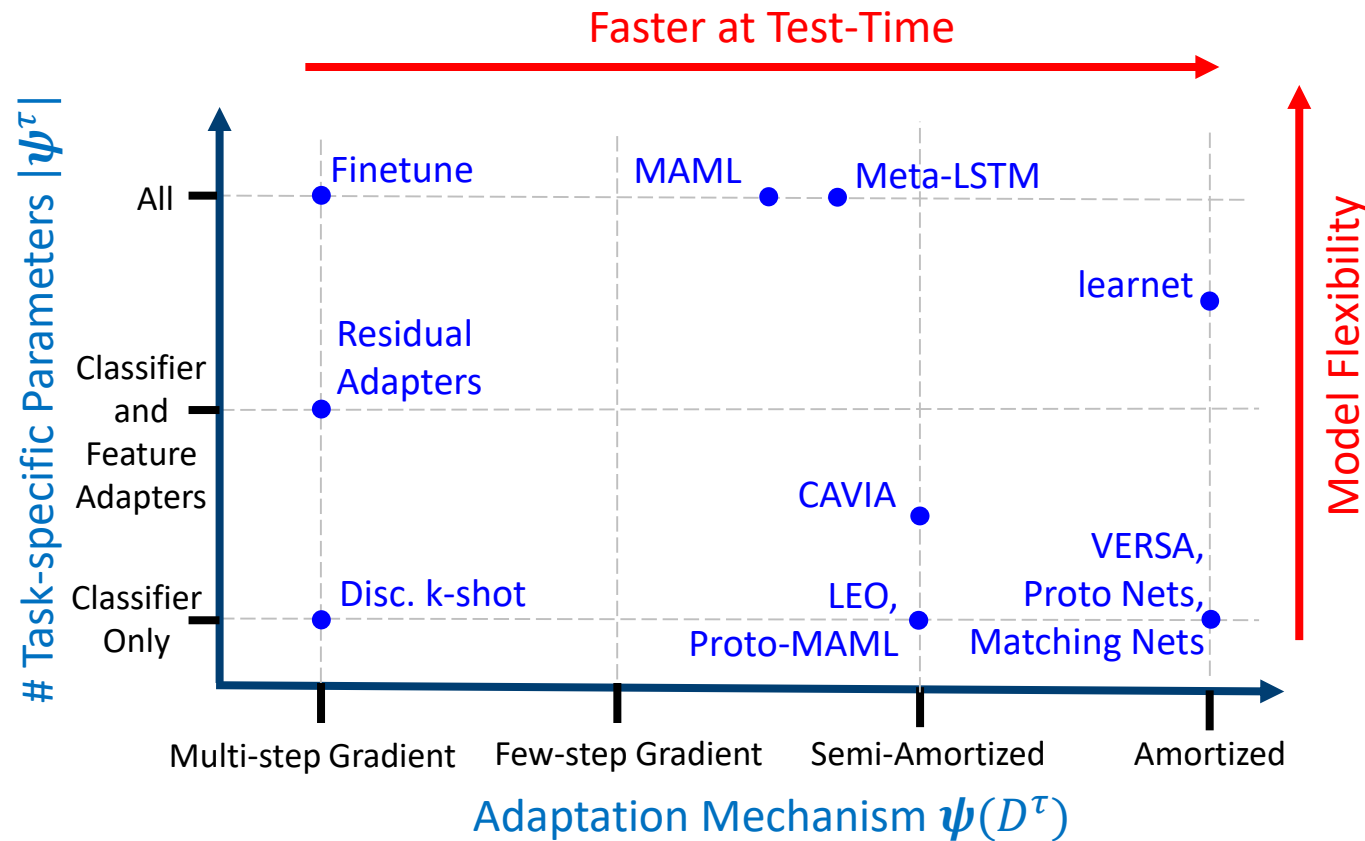 Faster at Test-Time
# Task-specific Parameters |𝝍^τ|
Model Flexibility
All
Classifier
and
Feature
Adapters
Classifier
Only
Finetune
MAML
Meta-LSTM
learnet
Residual
Adapters
CAVIA
Disc. k-shot
LEO,
Proto-MAML
VERSA,
Proto Nets,
Matching Nets
Multi-step Gradient
Few-step Gradient
Semi-Amortized
Amortized
Adaptation Mechanism 𝝍(D^τ)